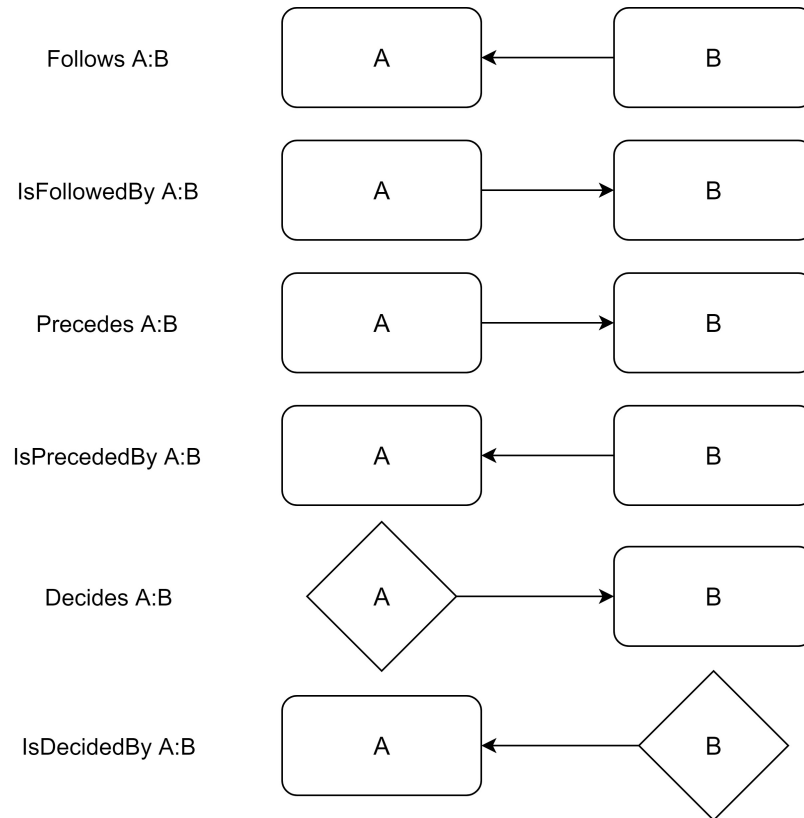 Follows A:B A B
IsFollowedBy A:B A B
Precedes A:B A B
IsPrecededBy A:B A B
Decides A:B A B
IsDecidedBy A:B A B